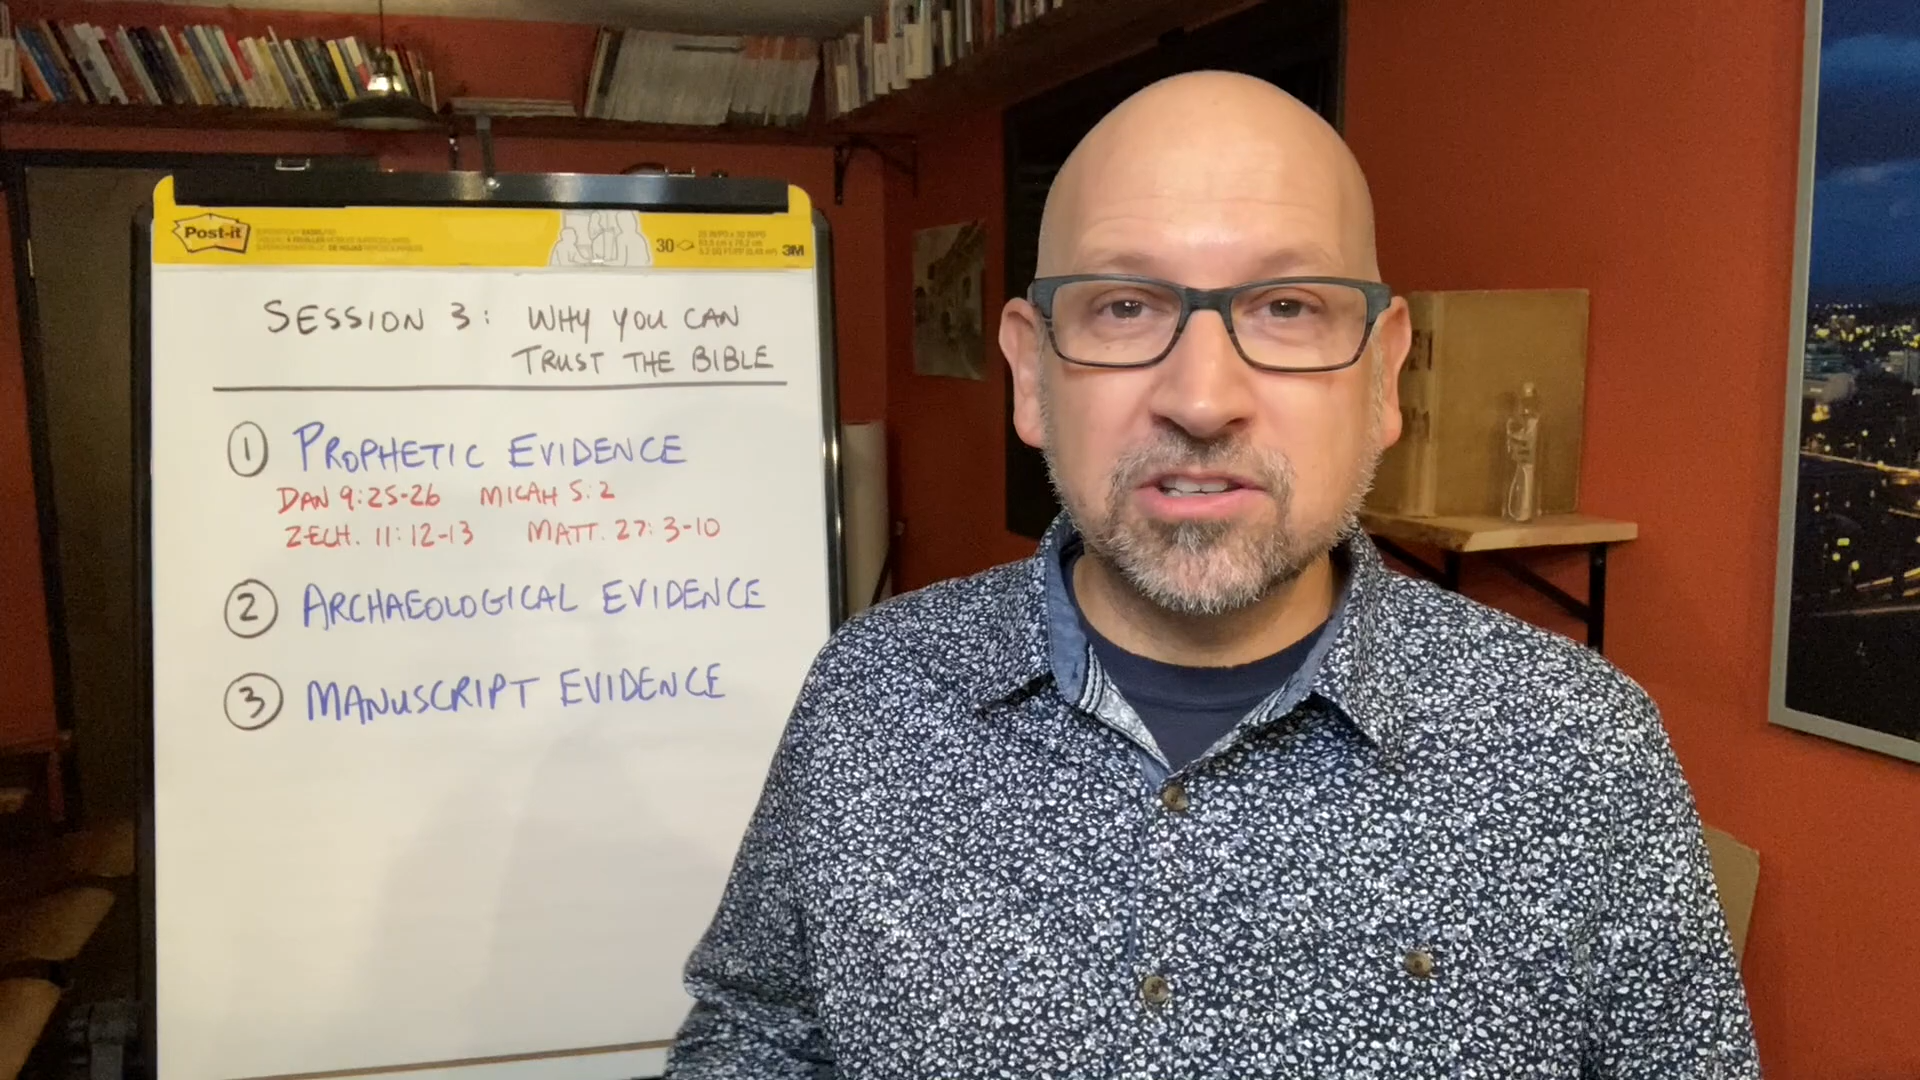 Post-it
30
3M
SESSION 3: WHY YOU CAN
TRUST THE BIBLE
1 PROPHETIC EVIDENCE
DAN 9:25-26 MICAH 5:2
ZECH. 11:12-13 MATT. 27:3-10
2 ARCHAEOLOGICAL EVIDENCE
3 MANUSCRIPT EVIDENCE